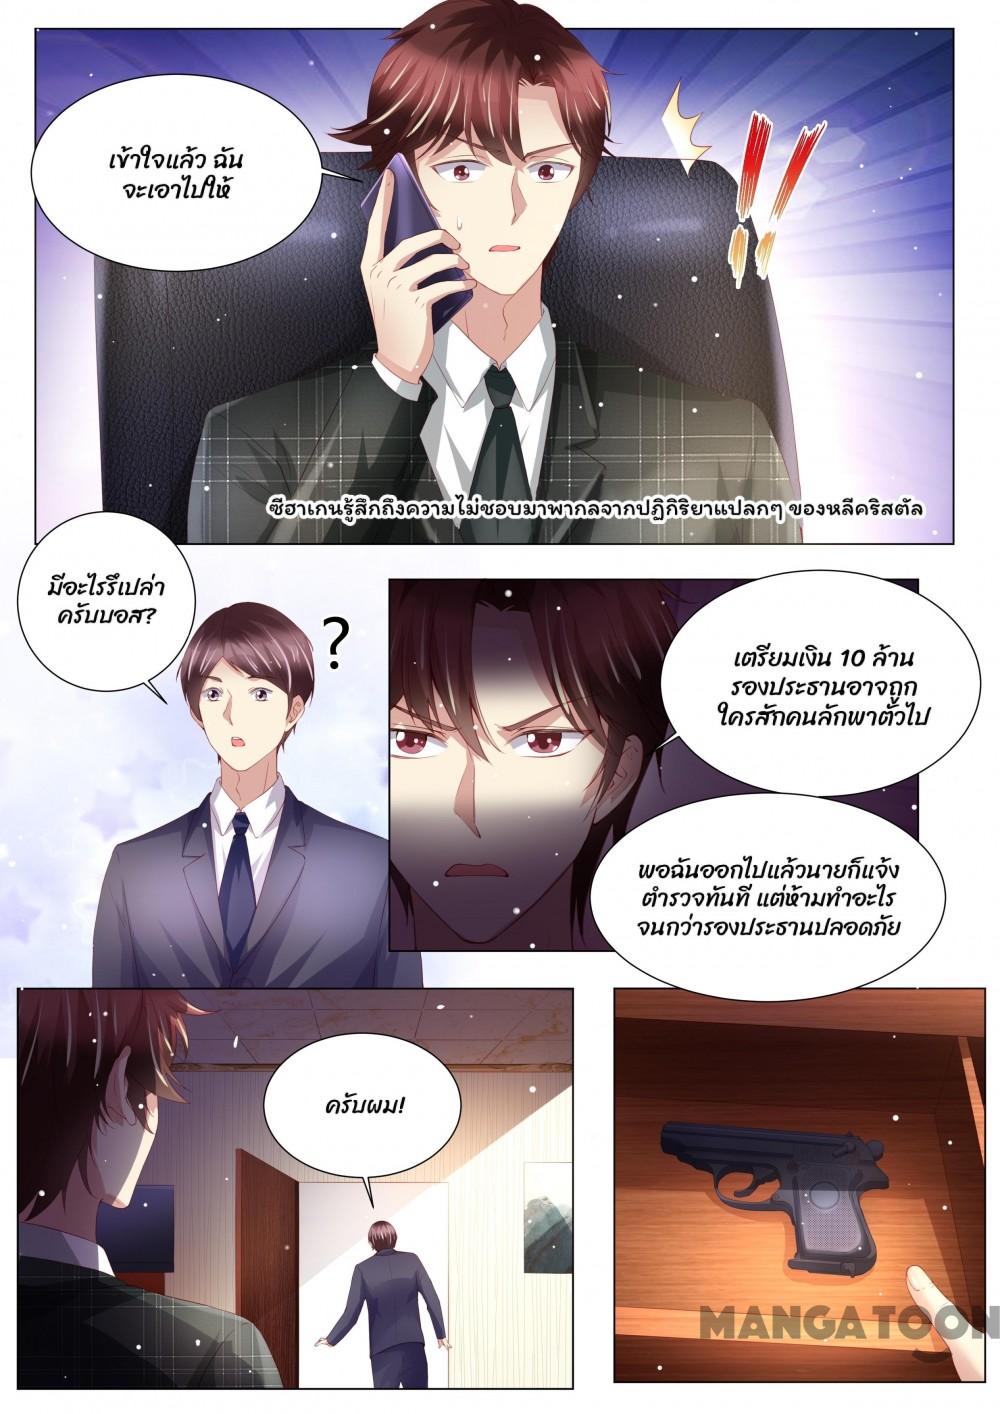 เข้าใจแล้ว ฉัน
จะเอาไปให้
ซีฮาเกนรู้สึกถึงความไม่ชอบมาพากลจากปฏิกิริยาแปลกๆ ของหลีคริสตัล
มีอะไรรึเปล่า
ครับบอส?
?
เตรียมเงิน 10 ล้าน
รองประธานอาจถูก
ใครสักคนลักพาตัวไป
พอฉันออกไปแล้วนายก็แจ้ง
ตำรวจทันที แต่ห้ามทำอะไร
จนกว่ารองประธานปลอดภัย
ครับผม!
MANGATOON